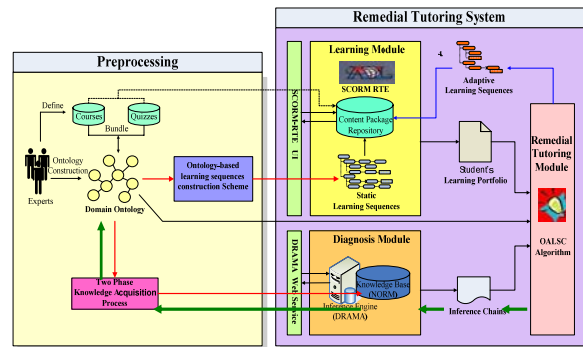 Preprocessing
Define
Courses
Quizzes
Bundle
Ontology
Construction
Experts
Domain Ontology
Ontology-based
learning sequences
construction Scheme
Two Phase
Knowledge Acquisition
Process
Remedial Tutoring System
SCORM-RTE UI
Learning Module
SCORM RTE
Content Package
Repository
Static
Learning Sequences
Adaptive
Learning Sequences
Student's
Learning Portfolio
Remedial
Tutoring
Module
OALSC
Algorithm
DRAMA Web Service
Diagnosis Module
Knowledge Base
(NORM)
Inference Engine
(DRAMA)
Inference Chains